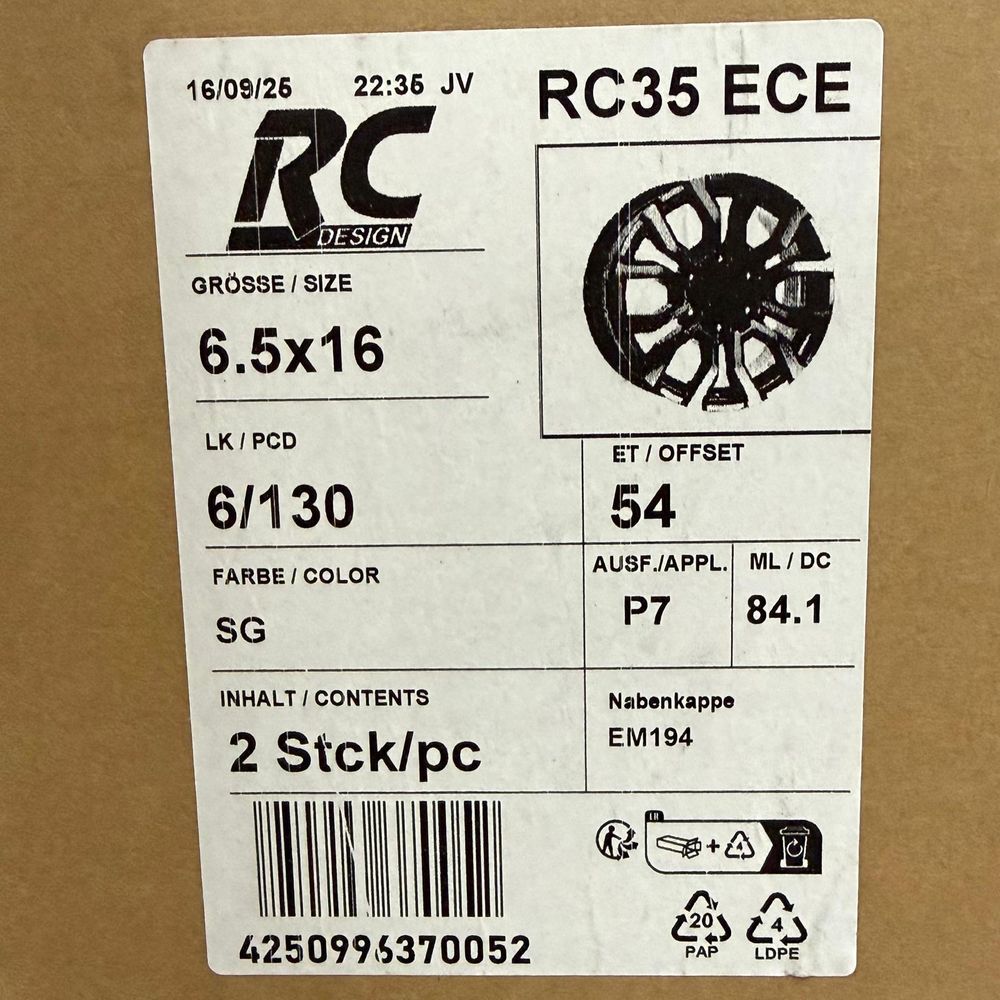 16/09/25 22:35 JV
RC35 ECE
RC
DESIGN
GRÖSSE / SIZE
6.5x16
LK / PCD
6/130
ET / OFFSET
54
FARBE / COLOR
SG
AUSF./APPL.
P7
ML / DC
84.1
INHALT / CONTENTS
2 Stck/pc
Nabenkappe
EM194
4250996370052
FR
+
4
20
PAP
4
LDPE